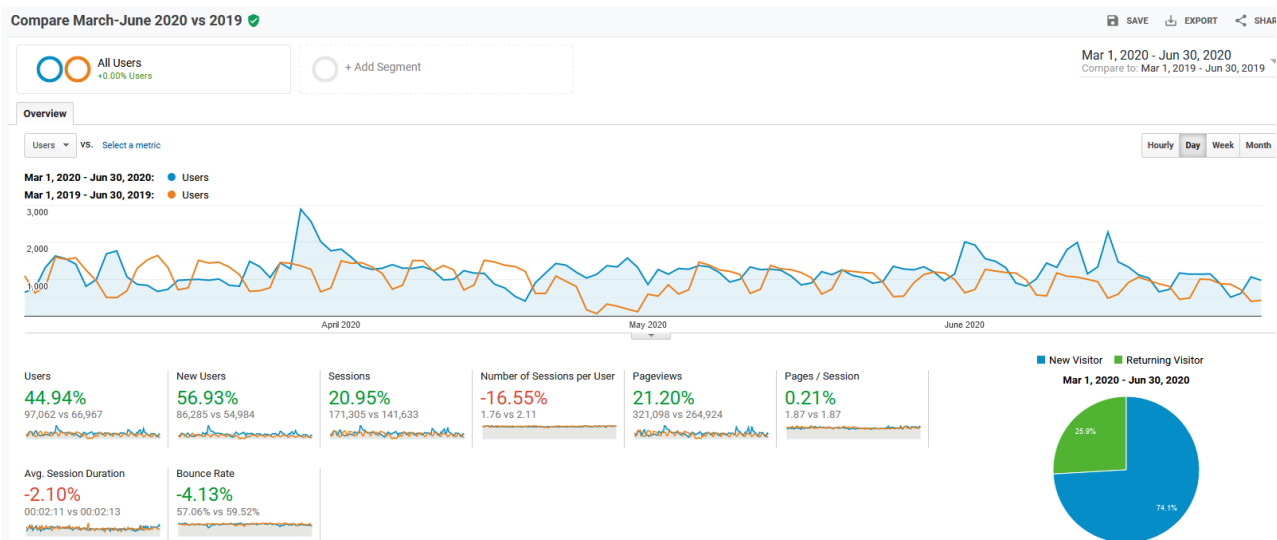 Compare March-June 2020 vs 2019
SAVE EXPORT SHAR
All Users
+0.00% Users
+ Add Segment
Mar 1, 2020 - Jun 30, 2020
Compare to: Mar 1, 2019 - Jun 30, 2019
Overview
Users VS. Select a metric
Hourly Day Week Month
Mar 1, 2020 - Jun 30, 2020: Users
Mar 1, 2019 - Jun 30, 2019: Users
3,000
2,000
1,000
April 2020 May 2020 June 2020
New Visitor Returning Visitor
Mar 1, 2020 - Jun 30, 2020
25.9%
74.1%
Users
44.94%
97,062 vs 66,967
New Users
56.93%
86,285 vs 54,984
Sessions
20.95%
171,305 vs 141,633
Number of Sessions per User
-16.55%
1.76 vs 2.11
Pageviews
21.20%
321,098 vs 264,924
Pages / Session
0.21%
1.87 vs 1.87
Avg. Session Duration
-2.10%
00:02:11 vs 00:02:13
Bounce Rate
-4.13%
57.06% vs 59.52%